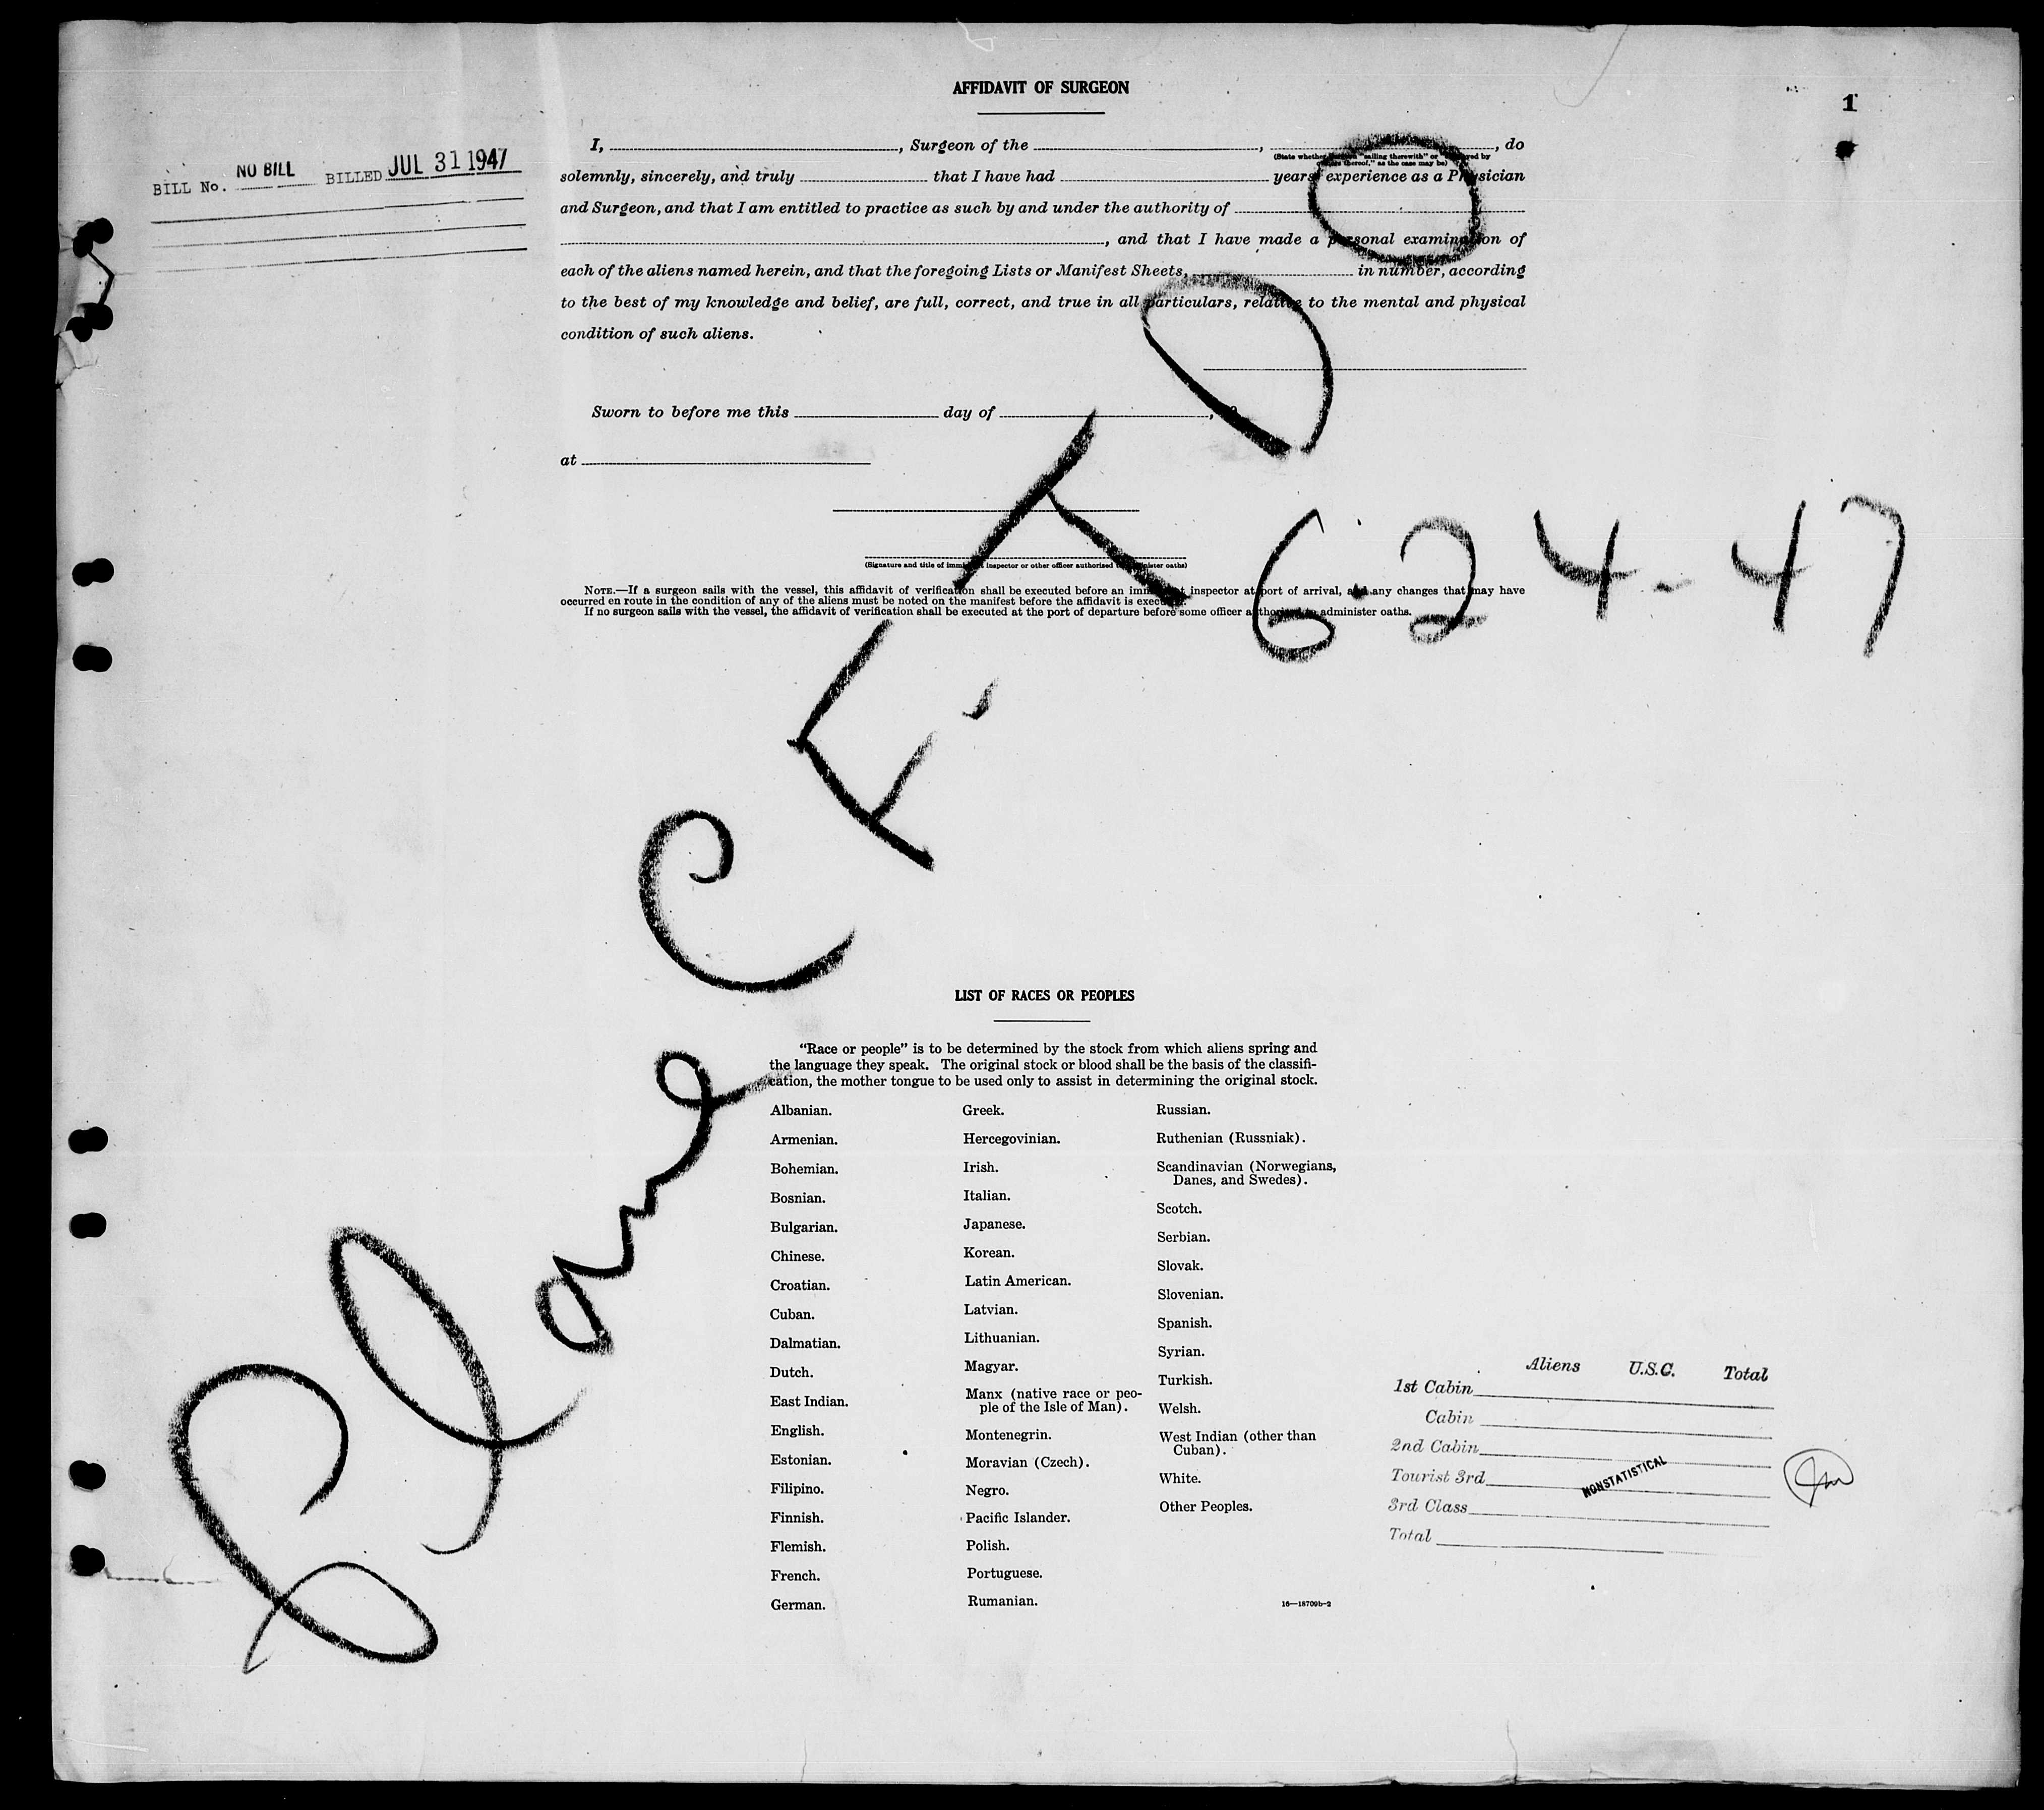 AFFIDAVIT OF SURGEON
1
BILL No. NO BILL BILLED JUL 31 1947
I, , Surgeon of the , , do
(State whether "sailing therewith" or by
thereof," as the case may be)
solemnly, sincerely, and truly that I have had years' experience as a Physician
and Surgeon, and that I am entitled to practice as such by and under the authority of
, and that I have made a personal examination of
each of the aliens named herein, and that the foregoing Lists or Manifest Sheets, in number, according
to the best of my knowledge and belief, are full, correct, and true in all particulars, relative to the mental and physical
condition of such aliens.
Sworn to before me this day of ,
at
(Signature and title of immigrant inspector or other officer authorized to administer oaths)
NOTE.—If a surgeon sails with the vessel, this affidavit of verification shall be executed before an immigrant inspector at port of arrival, and any changes that may have
occurred en route in the condition of any of the aliens must be noted on the manifest before the affidavit is executed.
If no surgeon sails with the vessel, the affidavit of verification shall be executed at the port of departure before some officer authorized to administer oaths.
Plane CF-TDO
6-24-47
LIST OF RACES OR PEOPLES
"Race or people" is to be determined by the stock from which aliens spring and
the language they speak. The original stock or blood shall be the basis of the classifi-
cation, the mother tongue to be used only to assist in determining the original stock.
Albanian.
Armenian.
Bohemian.
Bosnian.
Bulgarian.
Chinese.
Croatian.
Cuban.
Dalmatian.
Dutch.
East Indian.
English.
Estonian.
Filipino.
Finnish.
Flemish.
French.
German.
Greek.
Hercegovinian.
Irish.
Italian.
Japanese.
Korean.
Latin American.
Latvian.
Lithuanian.
Magyar.
Manx (native race or peo-
ple of the Isle of Man).
Montenegrin.
Moravian (Czech).
Negro.
Pacific Islander.
Polish.
Portuguese.
Rumanian.
Russian.
Ruthenian (Russniak).
Scandinavian (Norwegians,
Danes, and Swedes).
Scotch.
Serbian.
Slovak.
Slovenian.
Spanish.
Syrian.
Turkish.
Welsh.
West Indian (other than
Cuban).
White.
Other Peoples.
16—18709b-2
Aliens U.S.C. Total
1st Cabin
Cabin
2nd Cabin
Tourist 3rd
3rd Class
Total
NONSTATISTICAL